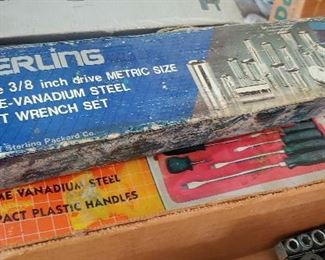 ERLING
e 3/8 inch drive METRIC SIZE
E-VANADIUM STEEL
T WRENCH SET
Sterling Packard Co.
ME VANADIUM STEEL
PACT PLASTIC HANDLES
R